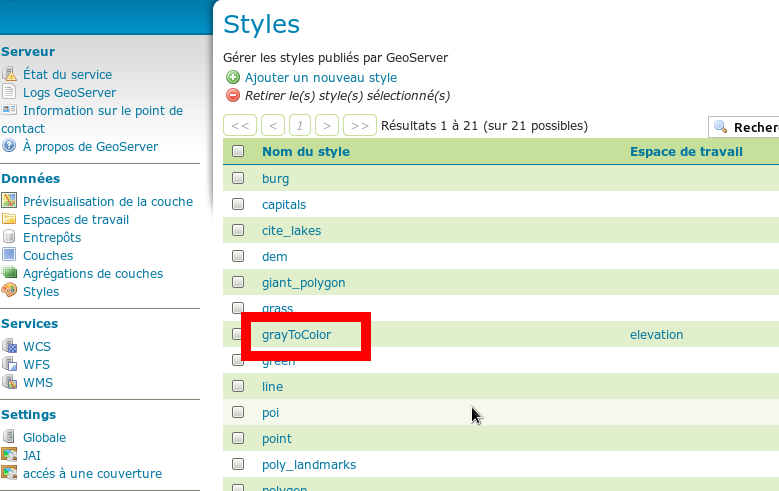 Serveur
État du service
Logs GeoServer
Information sur le point de
contact
À propos de GeoServer
Données
Prévisualisation de la couche
Espaces de travail
Entrepôts
Couches
Agrégations de couches
Styles
Services
WCS
WFS
WMS
Settings
Globale
JAI
accés à une couverture
Styles
Gérer les styles publiés par GeoServer
Ajouter un nouveau style
Retirer le(s) style(s) sélectionné(s)
<< < 1 > >> Résultats 1 à 21 (sur 21 possibles)
Nom du style Espace de travail
burg
capitals
cite_lakes
dem
giant_polygon
grass
grayToColor elevation
green
line
poi
point
poly_landmarks
polygon